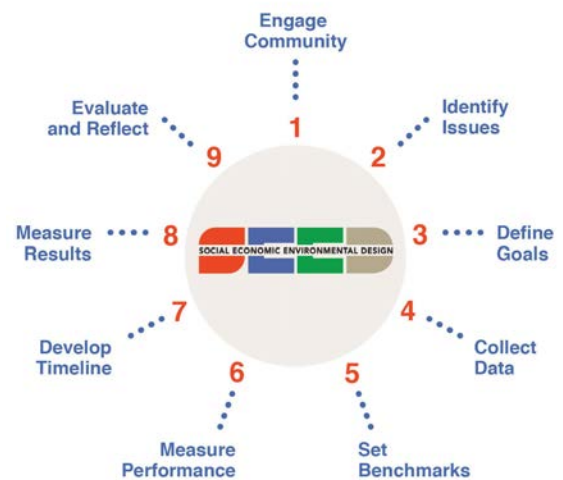 Engage
Community
1
Identify
Issues
2
Define
Goals
3
Collect
Data
4
Set
Benchmarks
5
Measure
Performance
6
Develop
Timeline
7
Measure
Results
8
Evaluate
and Reflect
9
SOCIAL ECONOMIC ENVIRONMENTAL DESIGN